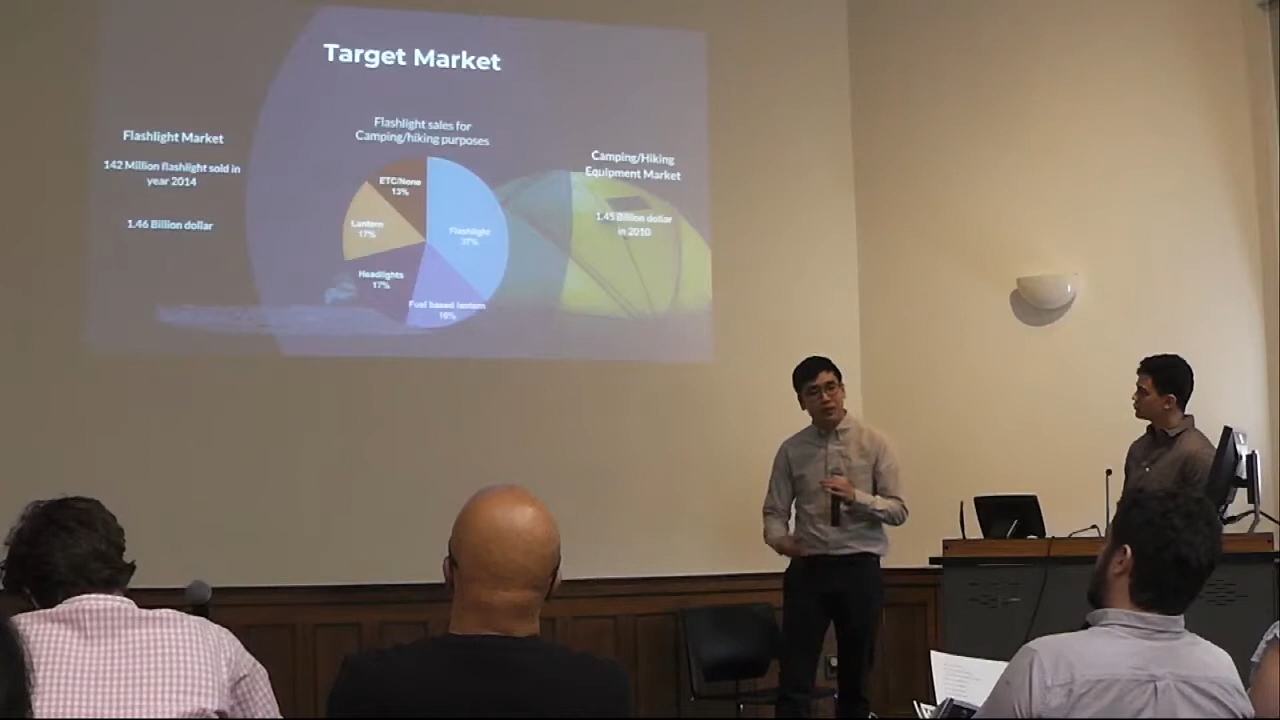 Target Market
Flashlight Market
142 Million flashlight sold in
year 2014
1.46 Billion dollar
Flashlight sales for
Camping/hiking purposes
ETC/None
13%
Lantern
17%
Flashlight
37%
Headlights
17%
Fuel based lantern
16%
Camping/Hiking
Equipment Market
1.45 Billion dollar
in 2010